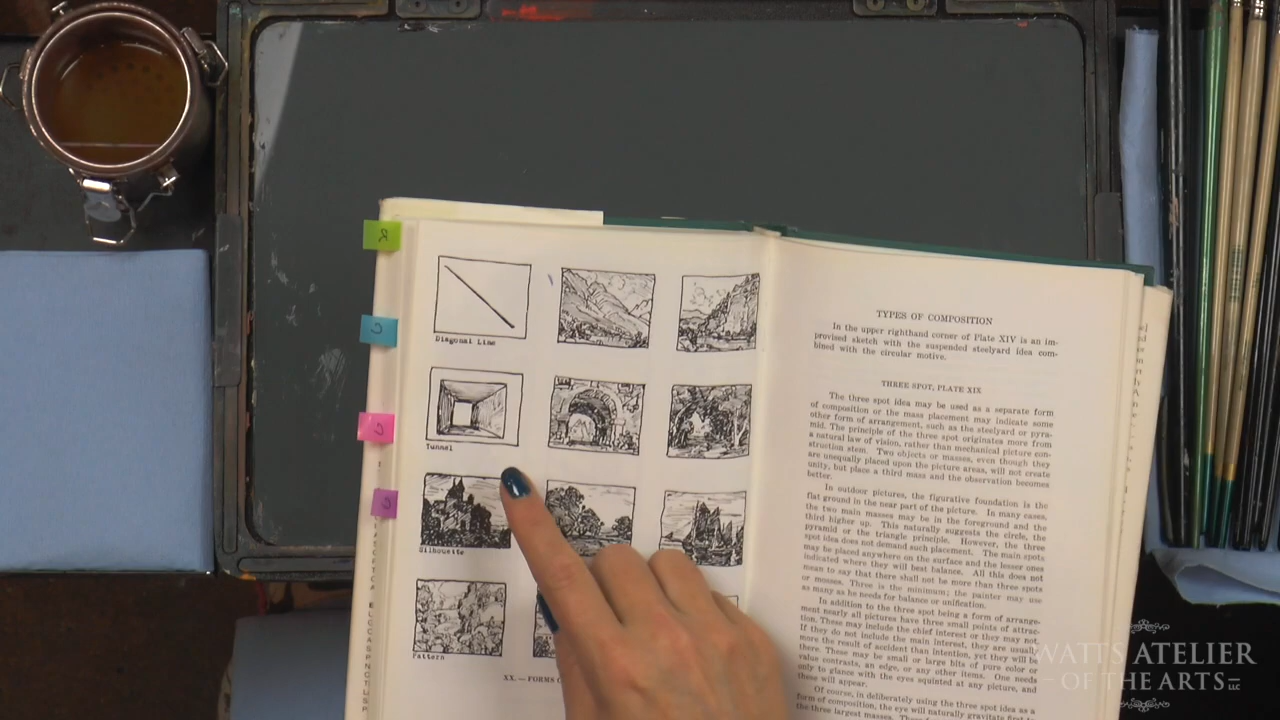 Diagonal Line
Tunnel
Silhouette
Pattern
XX. — FORMS
TYPES OF COMPOSITION
In the upper righthand corner of Plate XIV is an im-
provised sketch with the suspended steelyard idea com-
bined with the circular motive.
THREE SPOT, PLATE XIX
The three spot idea may be used as a separate form
of composition or the mass placement may indicate some
other form of arrangement, such as the steelyard or pyra-
mid. The principle of the three spot originates more from
a natural law of vision, rather than mechanical picture con-
struction stem. Two objects or masses, even though they
are unequally placed upon the picture areas, will not create
unity, but place a third mass and the observation becomes
better.
In outdoor pictures, the figurative foundation is the
flat ground in the near part of the picture. In many cases,
the two main masses may be in the foreground and the
third higher up. This naturally suggests the circle, the
pyramid or the triangle principle. However, the three
spot idea does not demand such placement. The main spots
may be placed anywhere on the surface and the lesser ones
indicated where they will best balance. All this does not
mean to say that there shall not be more than three spots
or masses. Three is the minimum; the painter may use
as many as he needs for balance or unification.
In addition to the three spot being a form of arrange-
ment nearly all pictures have three small points of attrac-
tion. These may include the chief interest or they may not.
If they do not include the main interest, they are usually
more the result of accident than intention, yet they will be
there. These may be small or large bits of pure color or
value contrasts, an edge, or any other items. One needs
only to glance with the eyes squinted at any picture, and
these will appear.
Of course, in deliberately using the three spot idea as a
form of composition, the eye will naturally gravitate first to
the three largest masses.
WATTS ATELIER
OF THE ARTS LLC